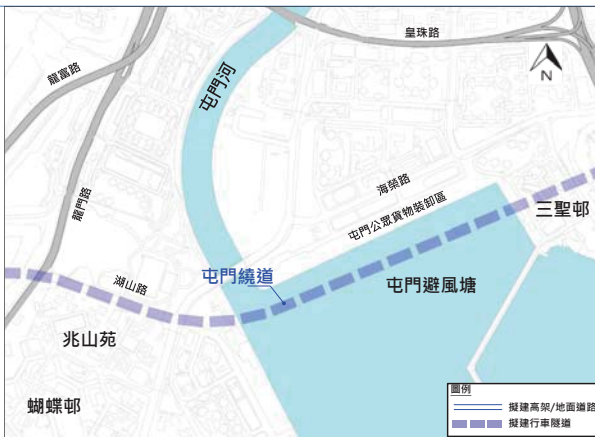 皇珠路
龍富路
屯門河
N
海榮路
龍門路
屯門公眾貨物裝卸區
三聖邨
屯門繞道
屯門避風塘
湖山路
兆山苑
蝴蝶邨
圖例
擬建高架/地面道路
擬建行車隧道